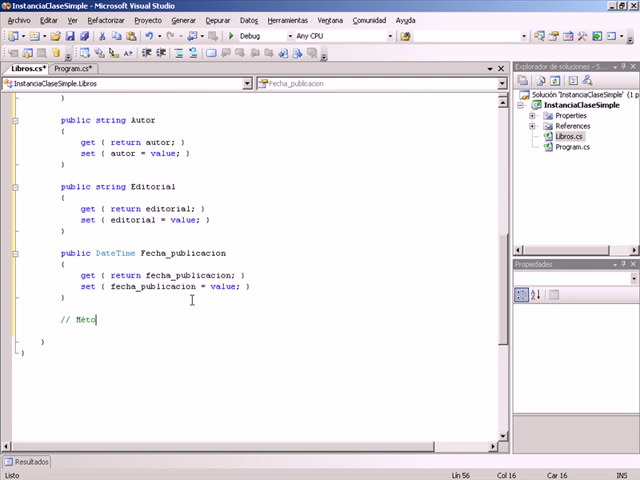 InstanciaClaseSimple - Microsoft Visual Studio
Archivo Editar Ver Refactorizar Proyecto Generar Depurar Datos Herramientas Ventana Comunidad Ayuda
Debug Any CPU
Libros.cs* Program.cs*
InstanciaClaseSimple.Libros Fecha_publicacion
}
public string Autor
{
get { return autor; }
set { autor = value; }
}
public string Editorial
{
get { return editorial; }
set { editorial = value; }
}
public DateTime Fecha_publicacion
{
get { return fecha_publicacion; }
set { fecha_publicacion = value; }
}
// Méto
}
}
Explorador de soluciones - S...
Solución "InstanciaClaseSimple" (1 p
InstanciaClaseSimple
Properties
References
Libros.cs
Program.cs
Propiedades
Resultados
Listo Lín 56 Col 16 Car 16 INS